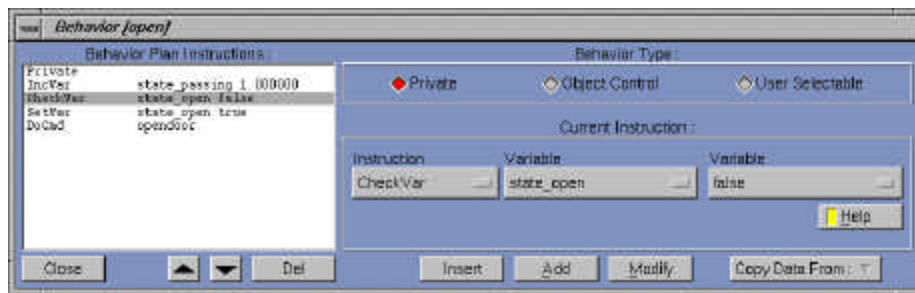 Behavior [open]
Behavior Plan Instructions :
Private
IncVar state_passing 1.000000
CheckVar state_open false
SetVar state_open true
DoCmd opendoor
Close
Del
Behavior Type :
Private
Object Control
User Selectable
Current Instruction :
Instruction Variable Variable
CheckVar state_open false
Help
Insert Add Modify Copy Data From :